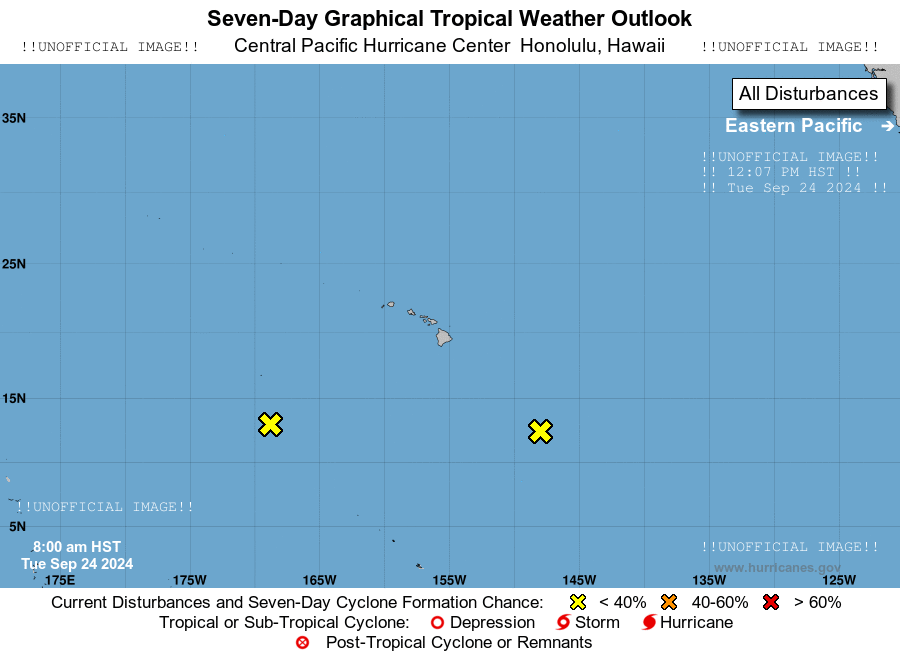 Seven-Day Graphical Tropical Weather Outlook
!!UNOFFICIAL IMAGE!! Central Pacific Hurricane Center Honolulu, Hawaii !!UNOFFICIAL IMAGE!!
All Disturbances
35N
Eastern Pacific
!!UNOFFICIAL IMAGE!!
!! 12:07 PM HST !!
!! Tue Sep 24 2024 !!
25N
15N
!!UNOFFICIAL IMAGE!!
5N
8:00 am HST
Tue Sep 24 2024
!!UNOFFICIAL IMAGE!!
www.hurricanes.gov
175E 175W 165W 155W 145W 135W 125W
Current Disturbances and Seven-Day Cyclone Formation Chance: < 40% 40-60% > 60%
Tropical or Sub-Tropical Cyclone: Depression Storm Hurricane
Post-Tropical Cyclone or Remnants